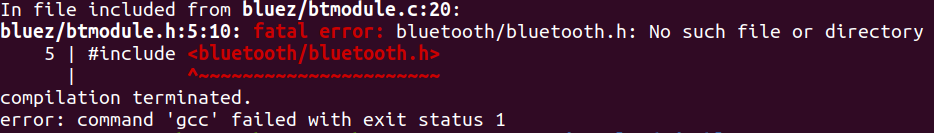 In file included from bluez/btmodule.c:20:
bluez/btmodule.h:5:10: fatal error: bluetooth/bluetooth.h: No such file or directory
    5 | #include <bluetooth/bluetooth.h>
      |          ^~~~~~~~~~~~~~~~~~~~~~~
compilation terminated.
error: command 'gcc' failed with exit status 1